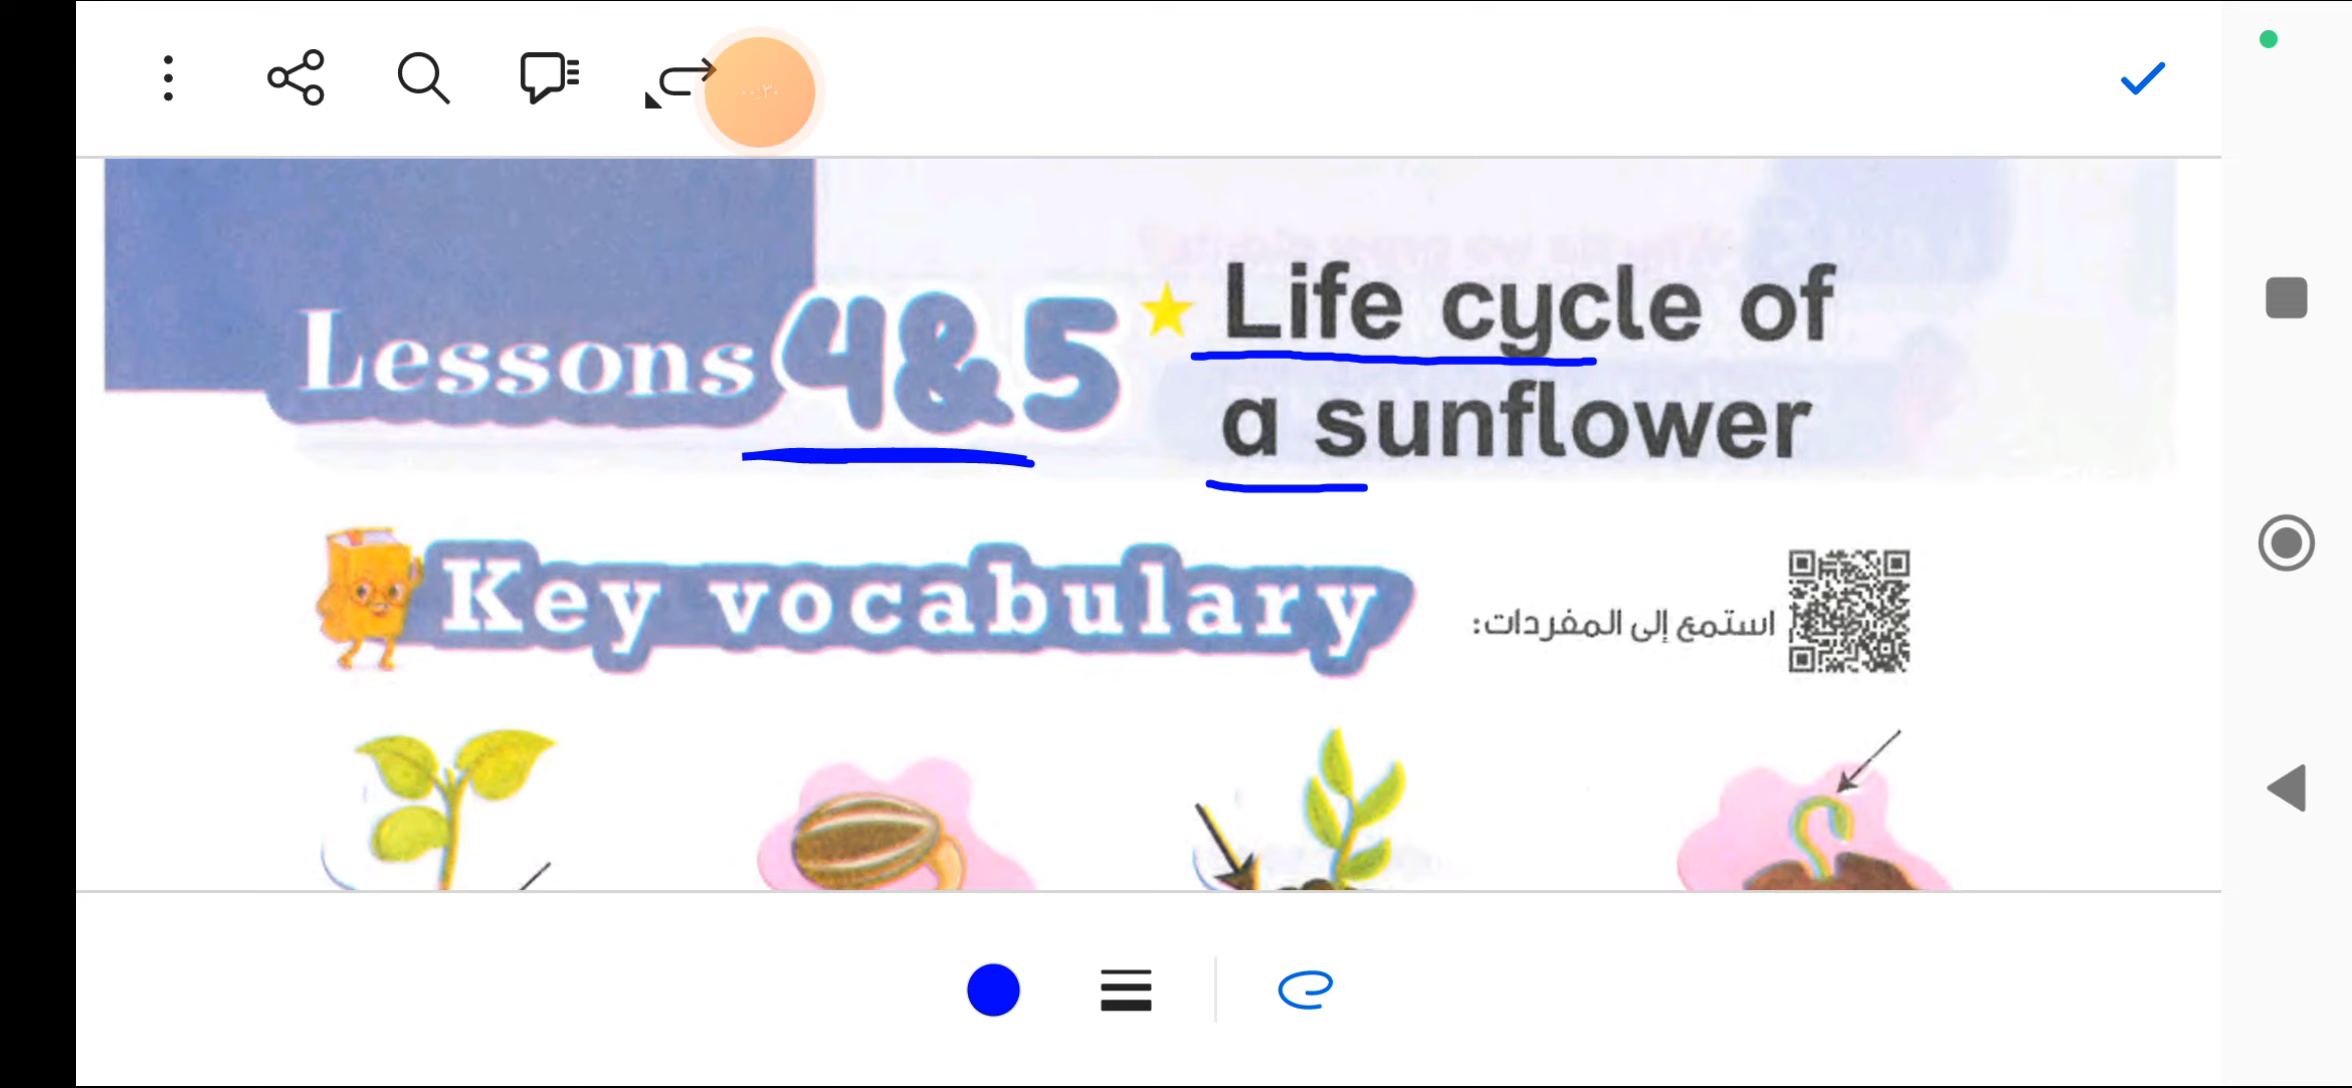 Lessons 4&5
Life cycle of
a sunflower
Key vocabulary
استمع إلى المفردات: